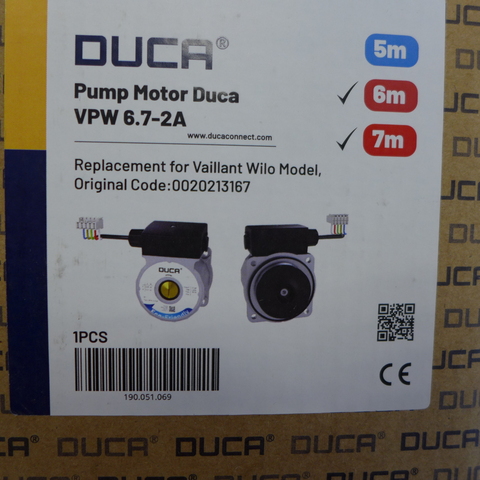 DUCA®
5m
Pump Motor Duca
6m
VPW 6.7-2A
7m
www.ducaconnect.com
Replacement for Vaillant Wilo Model,
Original Code:0020213167
DUCA
1PCS
190.051.069
CE
DUCA® DUCA® DUCA® DUCA